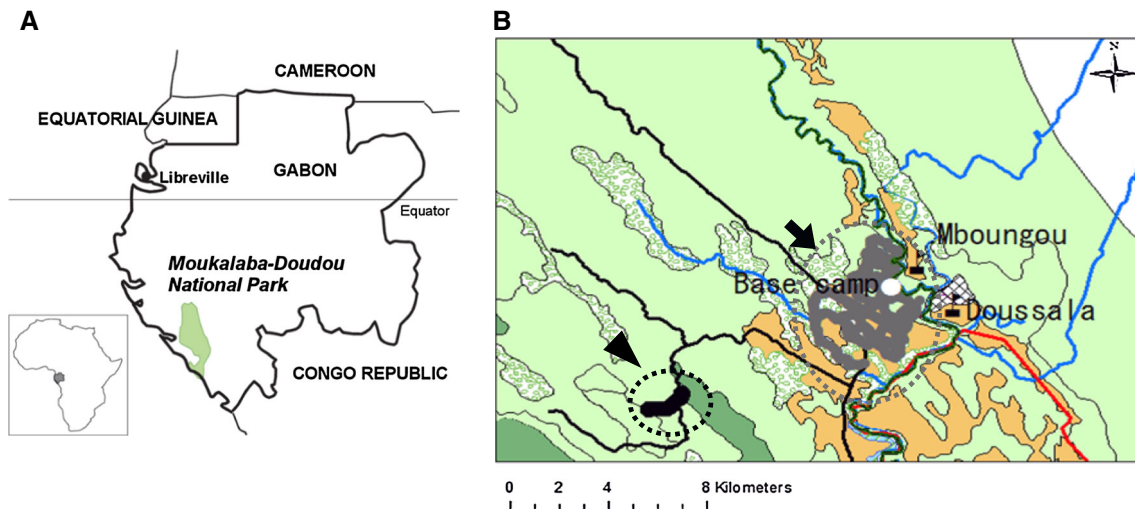 A
CAMEROON
EQUATORIAL GUINEA
Libreville
GABON
Equator
Moukalaba-Doudou
National Park
CONGO REPUBLIC
B
N
Mboungou
Base camp
Doussala
0 2 4 8 Kilometers